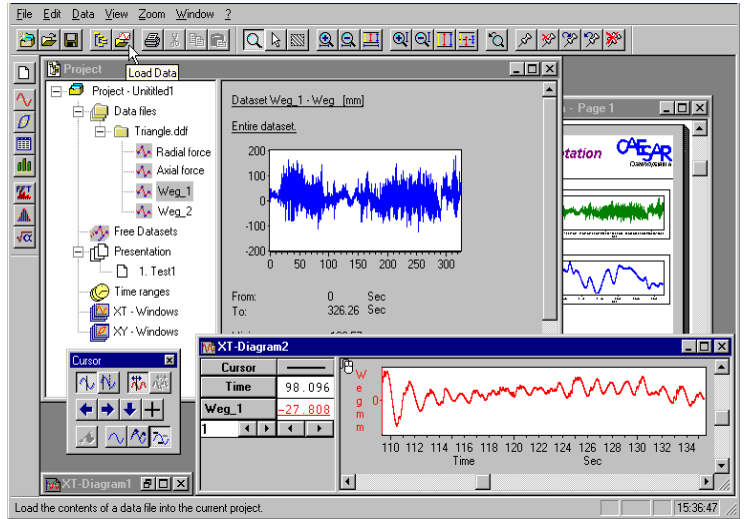 File Edit Data View Zoom Window ?
Load Data
Project
Project - Unititled1
Data files
Triangle.ddf
Radial force
Axial force
Weg_1
Weg_2
Free Datasets
Presentation
1. Test1
Time ranges
XT - Windows
XY - Windows
Dataset Weg_1 - Weg [mm]
Entire dataset
200
100
0
-100
-200
0 50 100 150 200 250 300
From: 0 Sec
To: 326.26 Sec
- Page 1
tation
CAESAR
Cursor
XT-Diagram2
Cursor
Time 98.096
Weg_1 -27.808
1
W
e
g
m
m
0
110 112 114 116 118 120 122 124 126 128 130 132 134
Time Sec
XT-Diagram1
Load the contents of a data file into the current project.
15:36:47